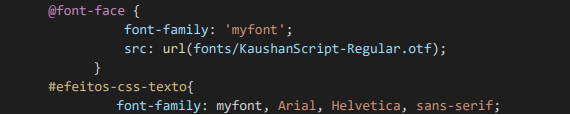 @font-face {
font-family: 'myfont';
src: url(fonts/KaushanScript-Regular.otf);
}
#efeitos-css-texto{
font-family: myfont, Arial, Helvetica, sans-serif;